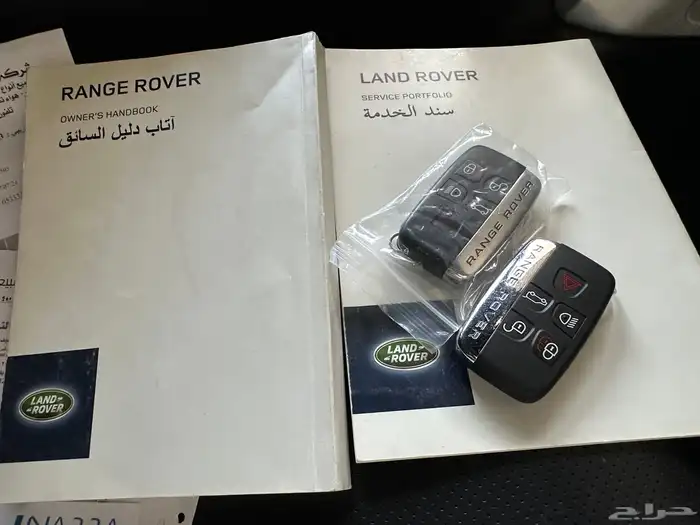 RANGE ROVER
OWNER'S HANDBOOK
آتاب دليل السائق
LAND ROVER
SERVICE PORTFOLIO
سند الخدمة
RANGE ROVER
RANGE ROVER
LAND
ROVER
LAND
ROVER
حراج